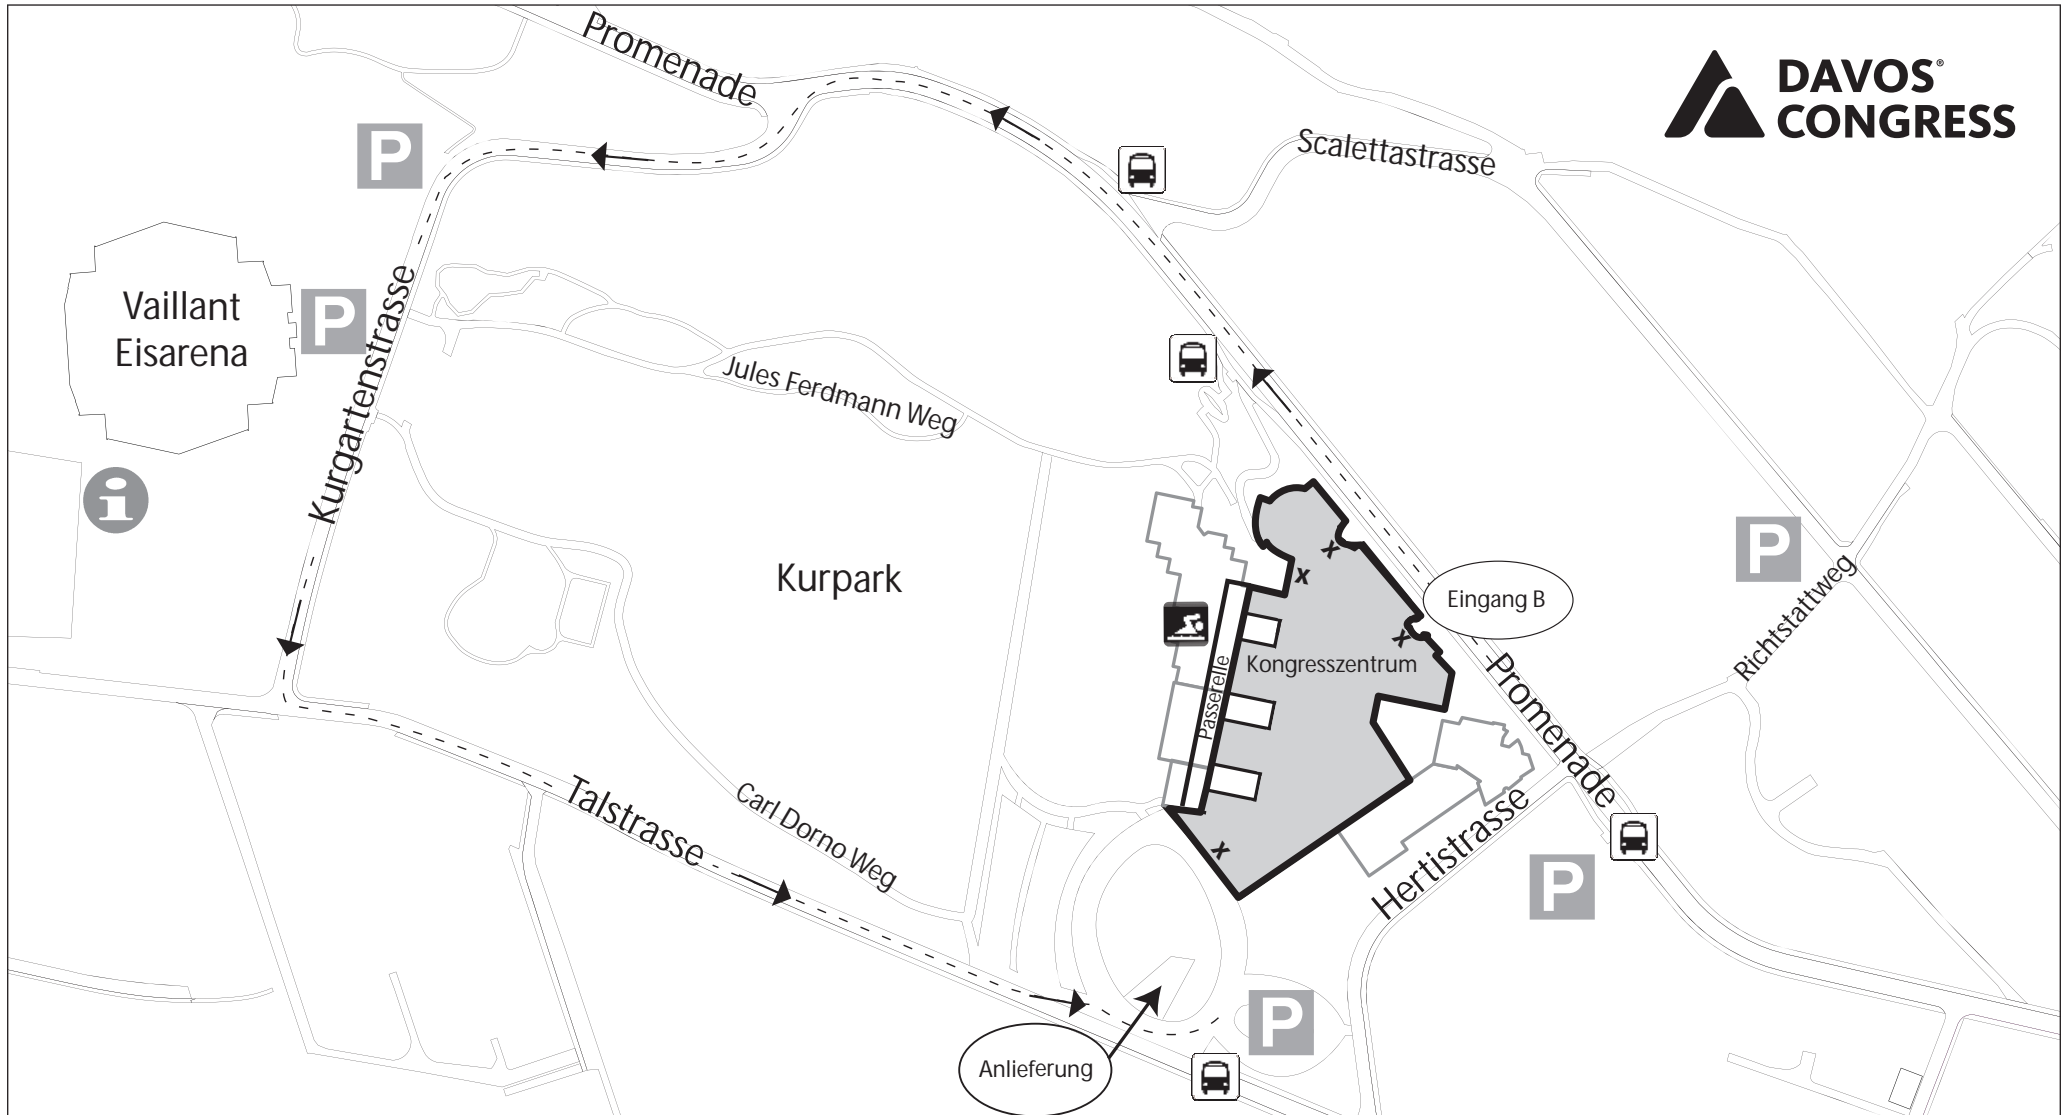 Promenade
DAVOS®
CONGRESS
P
Scalettastrasse
Vaillant
Eisarena
P
Kurgartenstrasse
Jules Ferdmann Weg
i
P
Kurpark
x
x
Eingang B
x
Kongresszentrum
Passerelle
Richtstattweg
Promenade
Talstrasse
Carl Dorno Weg
x
Hertistrasse
P
P
Anlieferung